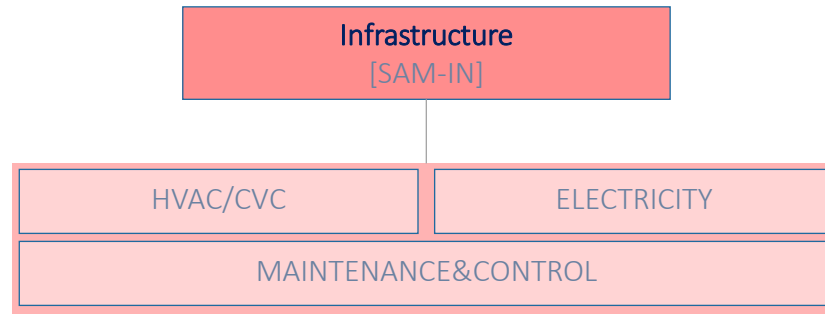 Infrastructure
[SAM-IN]
HVAC/CVC
ELECTRICITY
MAINTENANCE&CONTROL